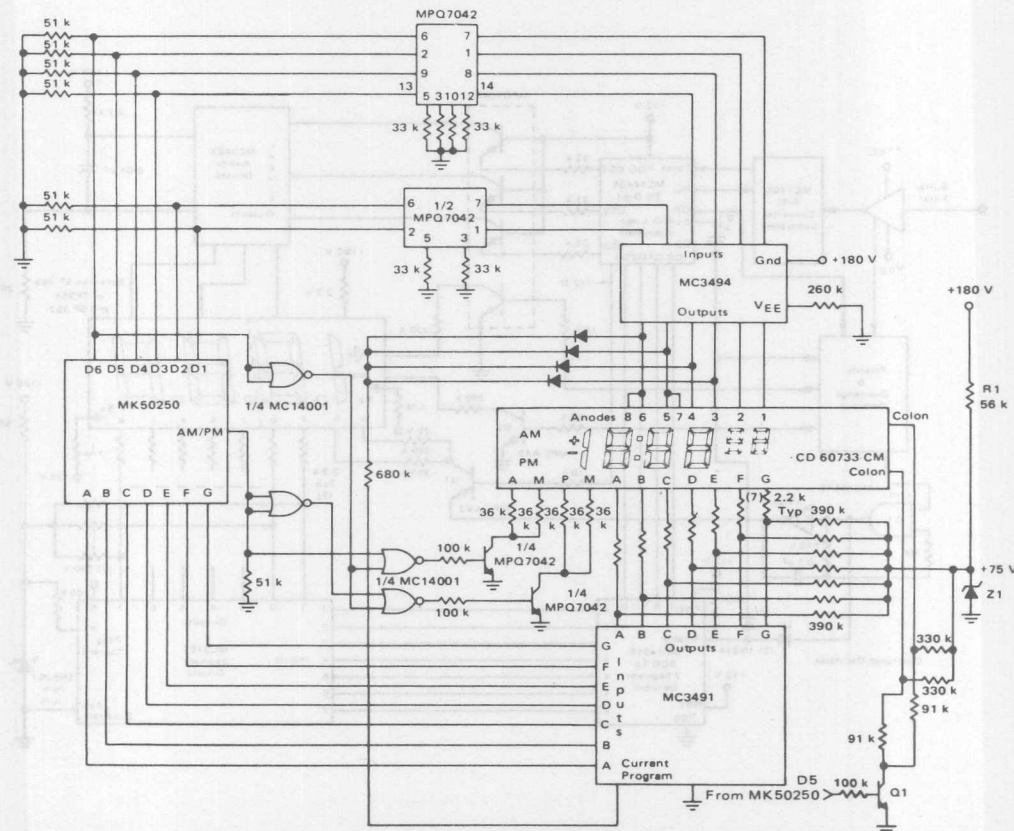 MPQ7042
51 k
51 k
51 k
51 k
6 7
2 1
9 8
13 14
5 3 10 12
33 k 33 k
51 k
51 k
1/2
MPQ7042
6 7
2 1
5 3
33 k 33 k
Inputs Gnd +180 V
MC3494
260 k
Outputs VEE
+180 V
R1
56 k
D6 D5 D4 D3 D2 D1
MK50250
1/4 MC14001
AM/PM
A B C D E F G
Anodes 8 6 5 7 4 3 2 1 Colon
AM
PM
CD 60733 CM
Colon
A M P M A B C D E F G
680 k
36 k 36 k 36 k 36 k
(7) 2.2 k
Typ
390 k
100 k
1/4
MPQ7042
51 k
1/4 MC14001
100 k
1/4
MPQ7042
390 k
+75 V
Z1
A B C D E F G
Outputs
G
F
E
D
C
B
A
Inputs
MC3491
Current
Program
330 k
330 k
91 k
91 k
D5
From MK50250
100 k
Q1